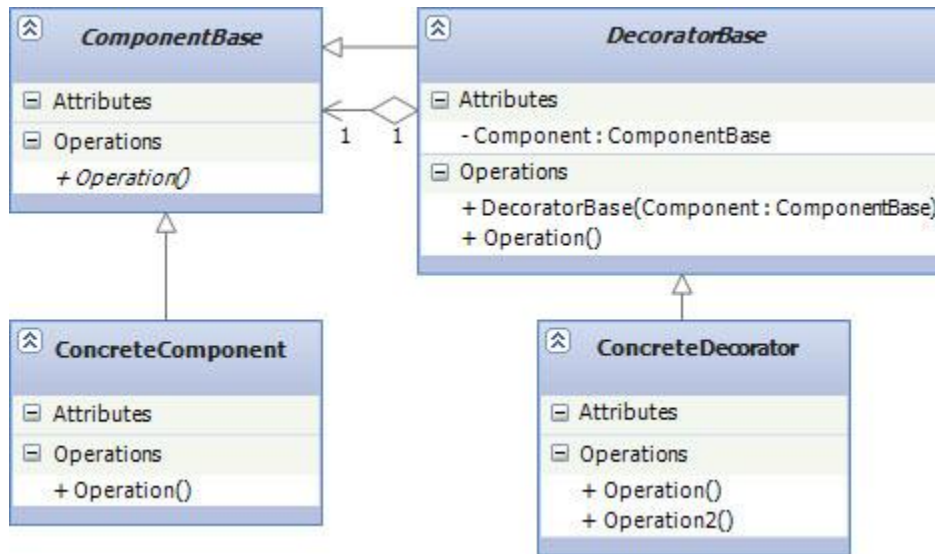 ComponentBase
Attributes
Operations
+ Operation()
DecoratorBase
Attributes
- Component : ComponentBase
Operations
+ DecoratorBase(Component : ComponentBase)
+ Operation()
1 1
ConcreteComponent
Attributes
Operations
+ Operation()
ConcreteDecorator
Attributes
Operations
+ Operation()
+ Operation2()